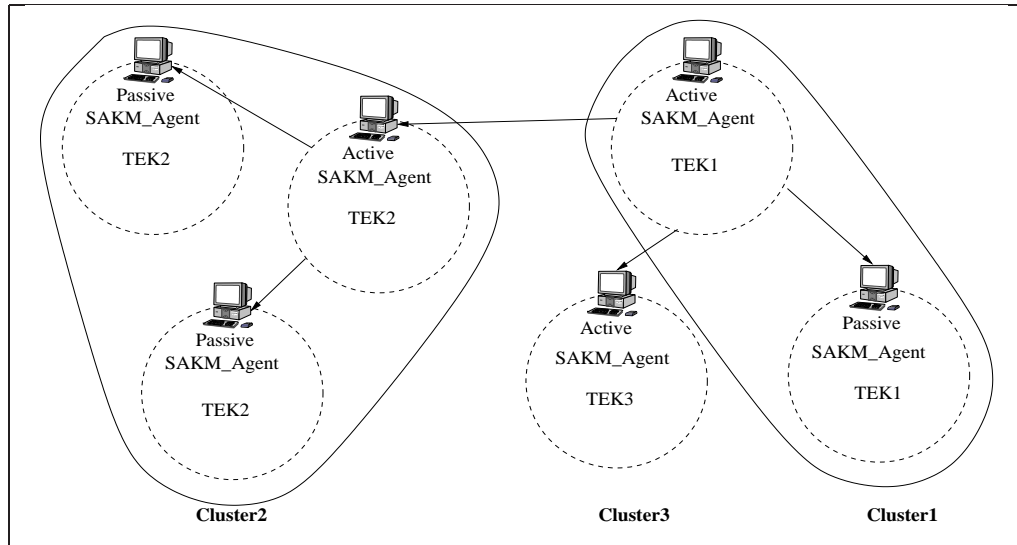 Passive
SAKM_Agent
TEK2
Active
SAKM_Agent
TEK2
Passive
SAKM_Agent
TEK2
Active
SAKM_Agent
TEK1
Active
SAKM_Agent
TEK3
Passive
SAKM_Agent
TEK1
Cluster2
Cluster3
Cluster1